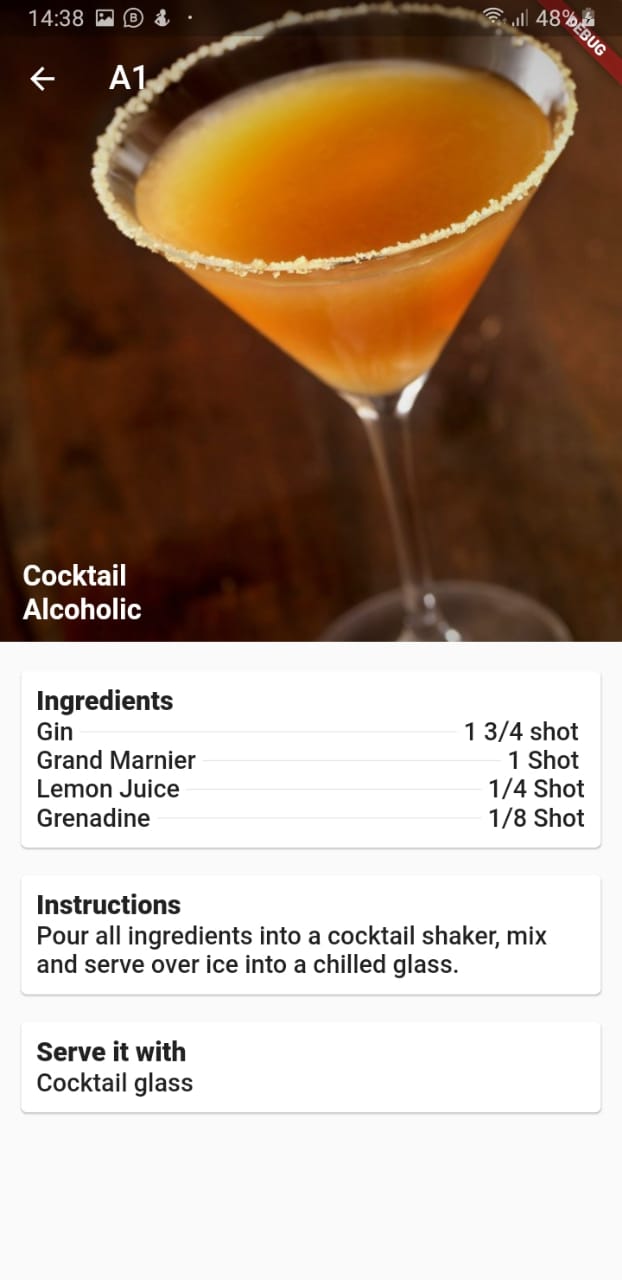 14:38
48%
DEBUG
A1
Cocktail
Alcoholic
Ingredients
Gin 1 3/4 shot
Grand Marnier 1 Shot
Lemon Juice 1/4 Shot
Grenadine 1/8 Shot
Instructions
Pour all ingredients into a cocktail shaker, mix
and serve over ice into a chilled glass.
Serve it with
Cocktail glass